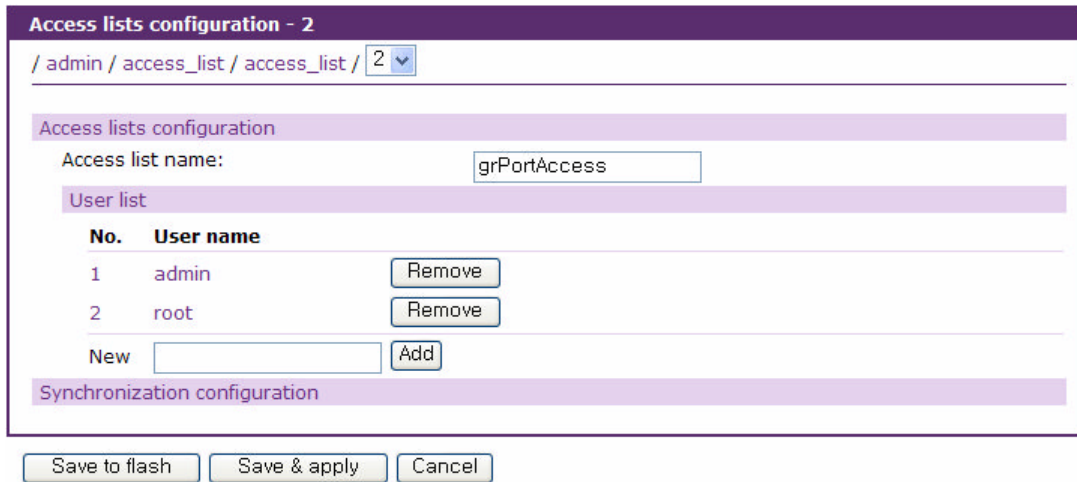 Access lists configuration - 2
/ admin / access_list / access_list / 2
Access lists configuration
Access list name: grPortAccess
User list
No. User name
1 admin Remove
2 root Remove
New Add
Synchronization configuration
Save to flash Save & apply Cancel